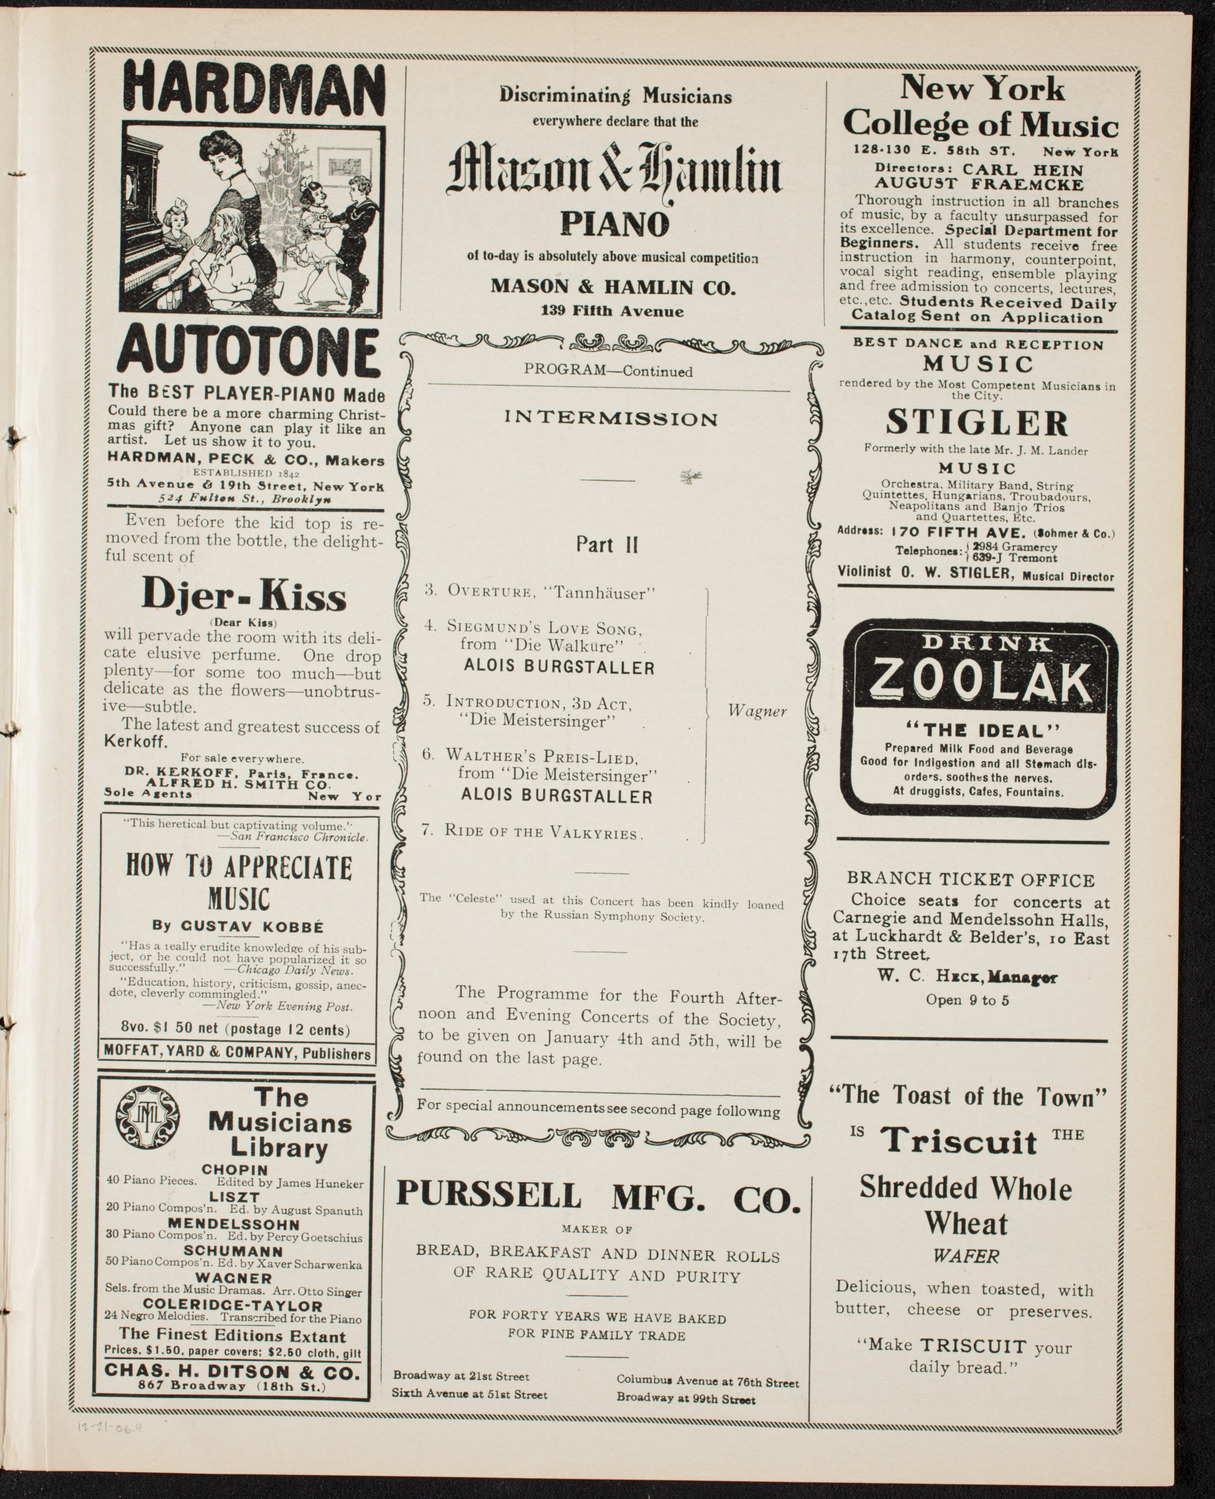 HARDMAN
AUTOTONE
The BEST PLAYER-PIANO Made
Could there be a more charming Christ-
mas gift? Anyone can play it like an
artist. Let us show it to you.
HARDMAN, PECK & CO., Makers
ESTABLISHED 1842
5th Avenue & 19th Street, New York
524 Fulton St., Brooklyn
Even before the kid top is re-
moved from the bottle, the delight-
ful scent of
Djer-Kiss
(Dear Kiss)
will pervade the room with its deli-
cate elusive perfume. One drop
plenty—for some too much—but
delicate as the flowers—unobtrus-
ive—subtle.
The latest and greatest success of
Kerkoff.
For sale everywhere.
DR. KERKOFF, Paris, France.
ALFRED H. SMITH CO.
Sole Agents New Yor
"This heretical but captivating volume."
—San Francisco Chronicle.
HOW TO APPRECIATE
MUSIC
By GUSTAV KOBBÉ
"Has a really erudite knowledge of his sub-
ject, or he could not have popularized it so
successfully." —Chicago Daily News.
"Education, history, criticism, gossip, anec-
dote, cleverly commingled."
—New York Evening Post.
8vo. $1 50 net (postage 12 cents)
MOFFAT, YARD & COMPANY, Publishers
The
Musicians
Library
CHOPIN
40 Piano Pieces. Edited by James Huneker
LISZT
20 Piano Compos'n. Ed. by August Spanuth
MENDELSSOHN
30 Piano Compos'n. Ed. by Percy Goetschius
SCHUMANN
50 Piano Compos'n. Ed. by Xaver Scharwenka
WAGNER
Sels. from the Music Dramas. Arr. Otto Singer
COLERIDGE-TAYLOR
24 Negro Melodies. Transcribed for the Piano
The Finest Editions Extant
Prices, $1.50, paper covers; $2.50 cloth, gilt
CHAS. H. DITSON & CO.
867 Broadway (18th St.)
12-21-06
Discriminating Musicians
everywhere declare that the
Mason & Hamlin
PIANO
of to-day is absolutely above musical competition
MASON & HAMLIN CO.
139 Fifth Avenue
PROGRAM—Continued
INTERMISSION
Part II
3. OVERTURE, "Tannhäuser"
4. SIEGMUND'S LOVE SONG,
from "Die Walkure" .
ALOIS BURGSTALLER
5. INTRODUCTION, 3D ACT,
"Die Meistersinger" .
Wagner
6. WALTHER'S PREIS-LIED,
from "Die Meistersinger" .
ALOIS BURGSTALLER
7. RIDE OF THE VALKYRIES. .
The "Celeste" used at this Concert has been kindly loaned
by the Russian Symphony Society.
The Programme for the Fourth After-
noon and Evening Concerts of the Society,
to be given on January 4th and 5th, will be
found on the last page.
For special announcements see second page following
PURSSELL MFG. CO.
MAKER OF
BREAD, BREAKFAST AND DINNER ROLLS
OF RARE QUALITY AND PURITY
FOR FORTY YEARS WE HAVE BAKED
FOR FINE FAMILY TRADE
Broadway at 21st Street Columbus Avenue at 76th Street
Sixth Avenue at 51st Street Broadway at 99th Street
New York
College of Music
128-130 E. 58th ST. New York
Directors: CARL HEIN
AUGUST FRAEMCKE
Thorough instruction in all branches
of music, by a faculty unsurpassed for
its excellence. Special Department for
Beginners. All students receive free
instruction in harmony, counterpoint,
vocal sight reading, ensemble playing
and free admission to concerts, lectures,
etc., etc. Students Received Daily
Catalog Sent on Application
BEST DANCE and RECEPTION
MUSIC
rendered by the Most Competent Musicians in
the City.
STIGLER
Formerly with the late Mr. J. M. Lander
MUSIC
Orchestra, Military Band, String
Quintettes, Hungarians, Troubadours,
Neapolitans and Banjo Trios
and Quartettes, Etc.
Address: 170 FIFTH AVE. (Sohmer & Co.)
Telephones: 2984 Gramercy
639-J Tremont
Violinist O. W. STIGLER, Musical Director
DRINK
ZOOLAK
"THE IDEAL"
Prepared Milk Food and Beverage
Good for Indigestion and all Stomach dis-
orders. soothes the nerves.
At druggists, Cafes, Fountains.
BRANCH TICKET OFFICE
Choice seats for concerts at
Carnegie and Mendelssohn Halls,
at Luckhardt & Belder's, 10 East
17th Street.
W. C. HECK, Manager
Open 9 to 5
"The Toast of the Town"
IS Triscuit THE
Shredded Whole
Wheat
WAFER
Delicious, when toasted, with
butter, cheese or preserves.
"Make TRISCUIT your
daily bread."